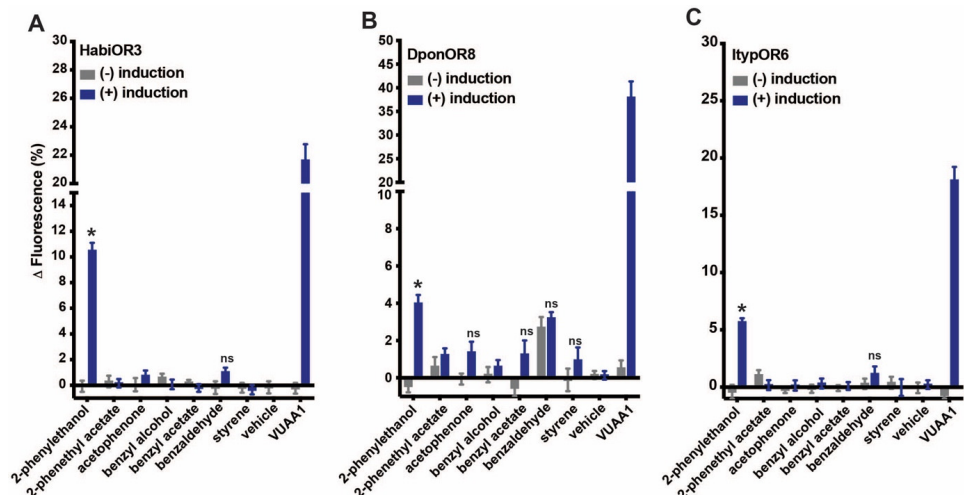 A
HabiOR3
(-) induction
(+) induction
Δ Fluorescence (%)
30
28
26
24
22
20
14
12
10
8
6
4
2
0
*
ns
2-phenylethanol
2-phenethyl acetate
acetophenone
benzyl alcohol
benzyl acetate
benzaldehyde
styrene
vehicle
VUAA1
B
DponOR8
(-) induction
(+) induction
50
45
40
35
30
25
20
10
8
6
4
2
0
*
ns
ns
ns
ns
2-phenylethanol
2-phenethyl acetate
acetophenone
benzyl alcohol
benzyl acetate
benzaldehyde
styrene
vehicle
VUAA1
C
ItypOR6
(-) induction
(+) induction
30
25
20
15
10
5
0
*
ns
2-phenylethanol
2-phenethyl acetate
acetophenone
benzyl alcohol
benzyl acetate
benzaldehyde
styrene
vehicle
VUAA1